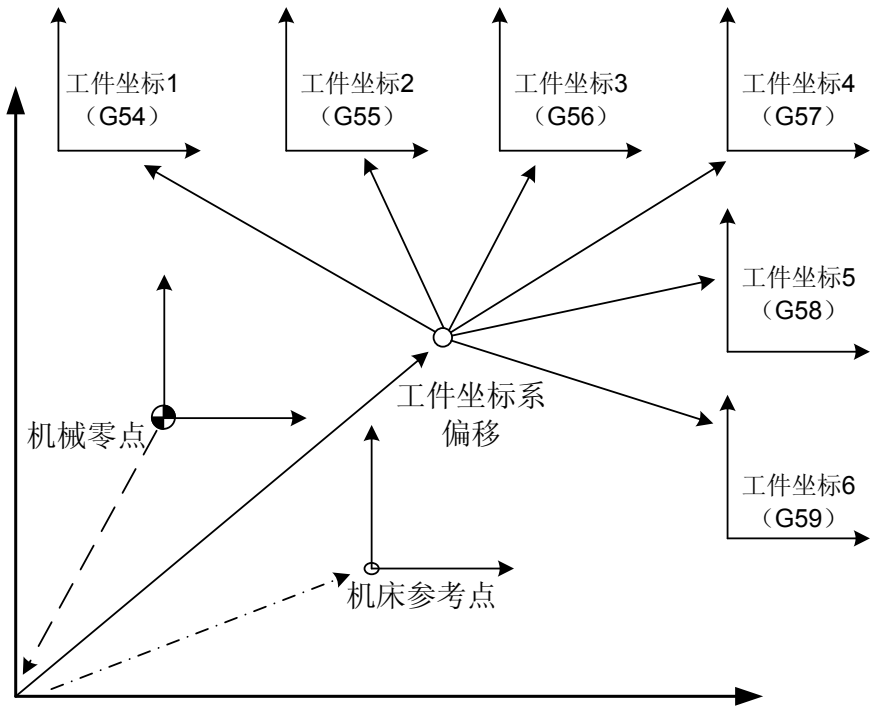 工件坐标1
（G54）
工件坐标2
（G55）
工件坐标3
（G56）
工件坐标4
（G57）
工件坐标5
（G58）
工件坐标系
偏移
机械零点
工件坐标6
（G59）
机床参考点